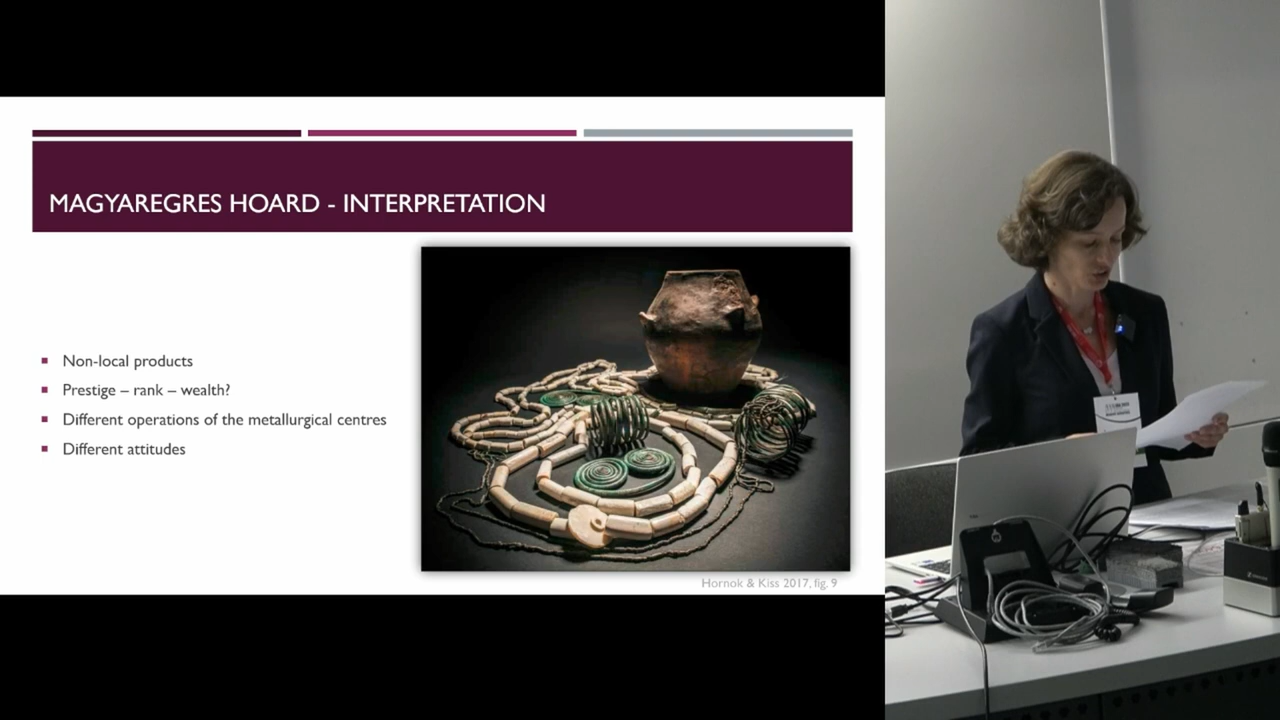 MAGYAREGRES HOARD - INTERPRETATION
Non-local products
Prestige – rank – wealth?
Different operations of the metallurgical centres
Different attitudes
Hornok & Kiss 2017, fig. 9